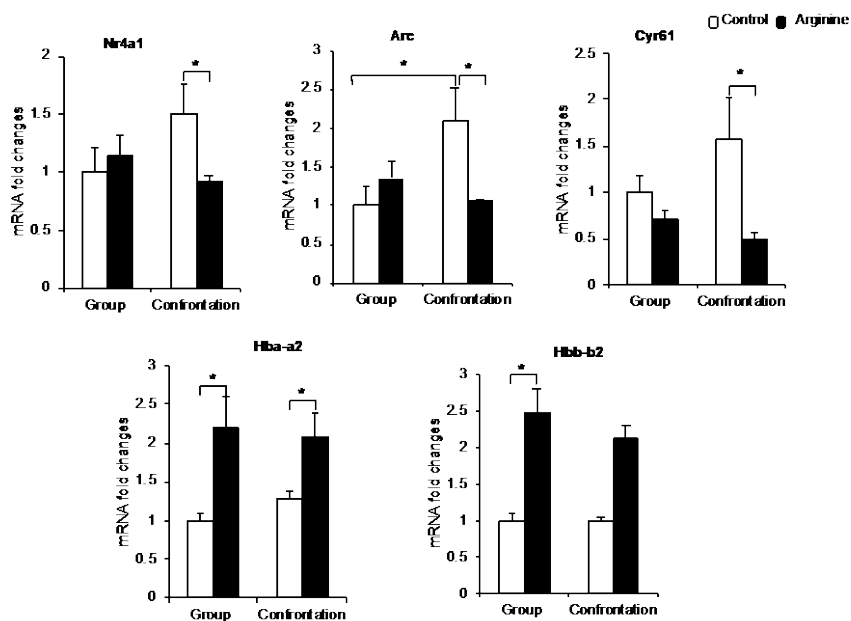 Control Arginine
Nr4a1
mRNA fold changes
2
1.5
1
0.5
0
*
Group Confrontation
Arc
mRNA fold changes
3
2.5
2
1.5
1
0.5
0
* *
Group Confrontation
Cyr61
mRNA fold changes
2.5
2
1.5
1
0.5
0
*
Group Confrontation
Hba-a2
mRNA fold changes
3
2.5
2
1.5
1
0.5
0
* *
Group Confrontation
Hbb-b2
mRNA fold changes
3
2.5
2
1.5
1
0.5
0
*
Group Confrontation